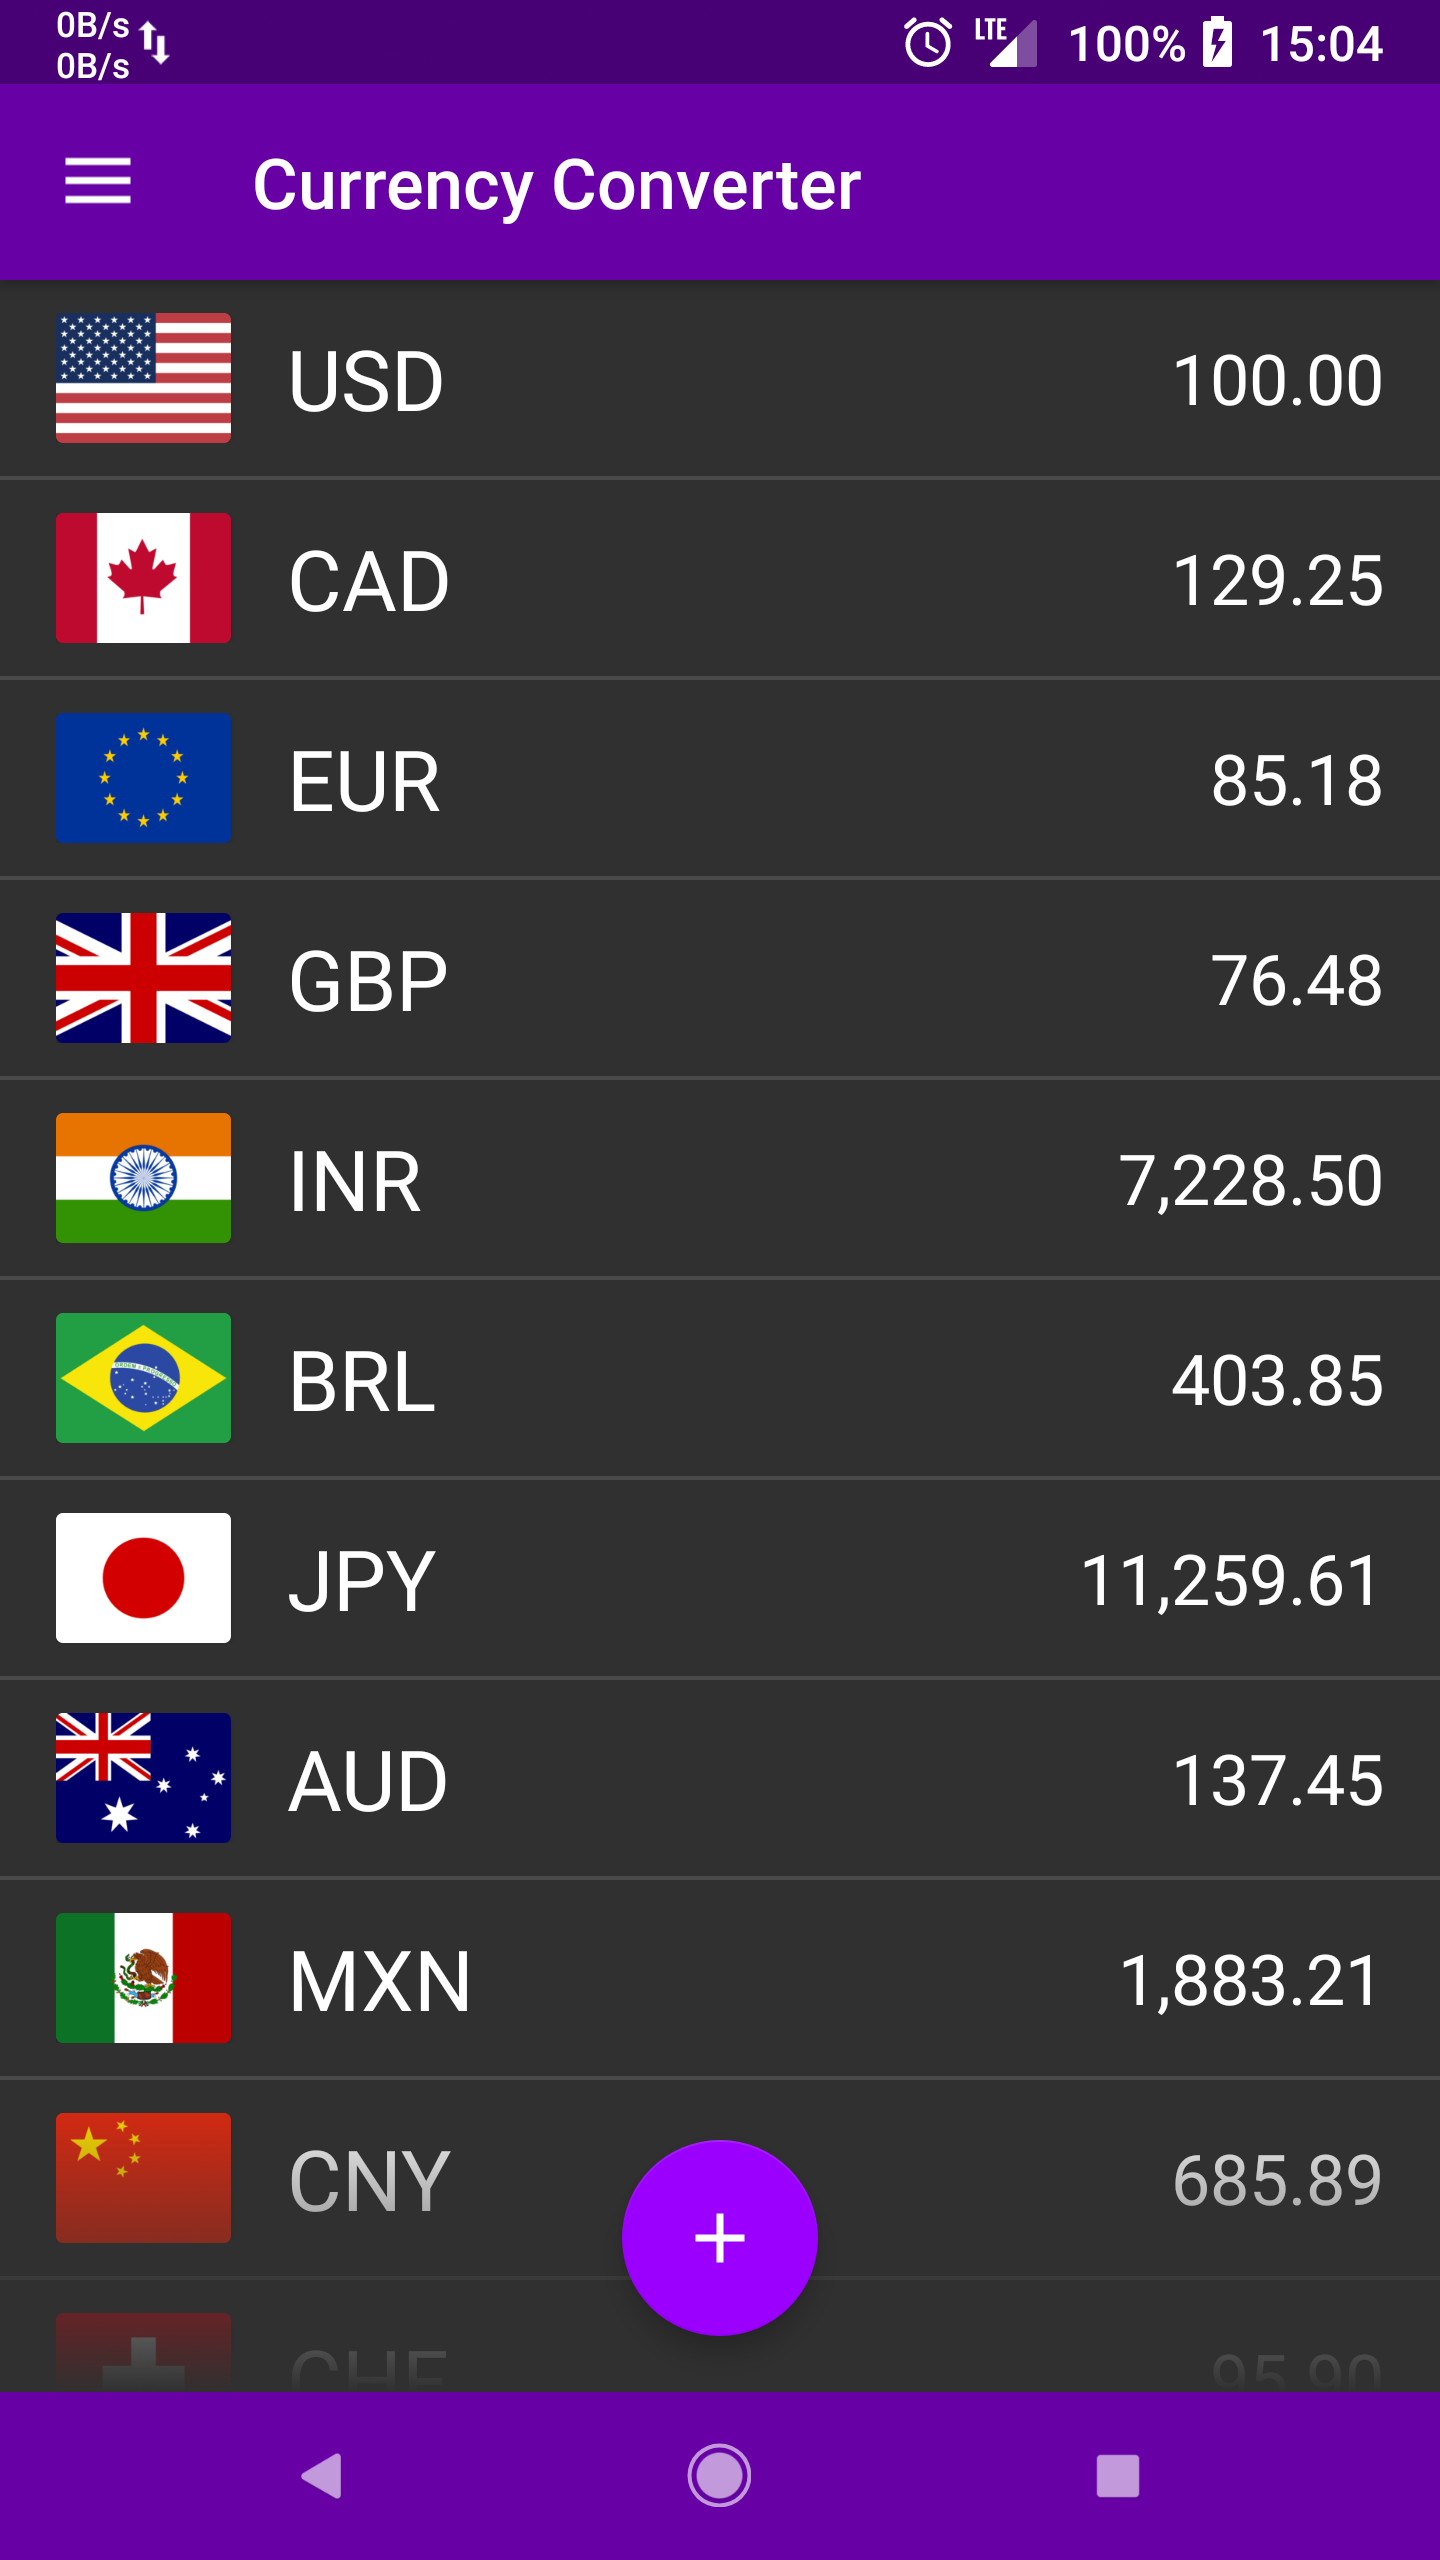 0B/s
0B/s
LTE 100% 15:04
Currency Converter
USD 100.00
CAD 129.25
EUR 85.18
GBP 76.48
INR 7,228.50
BRL 403.85
JPY 11,259.61
AUD 137.45
MXN 1,883.21
CNY 685.89
CHF 95.90